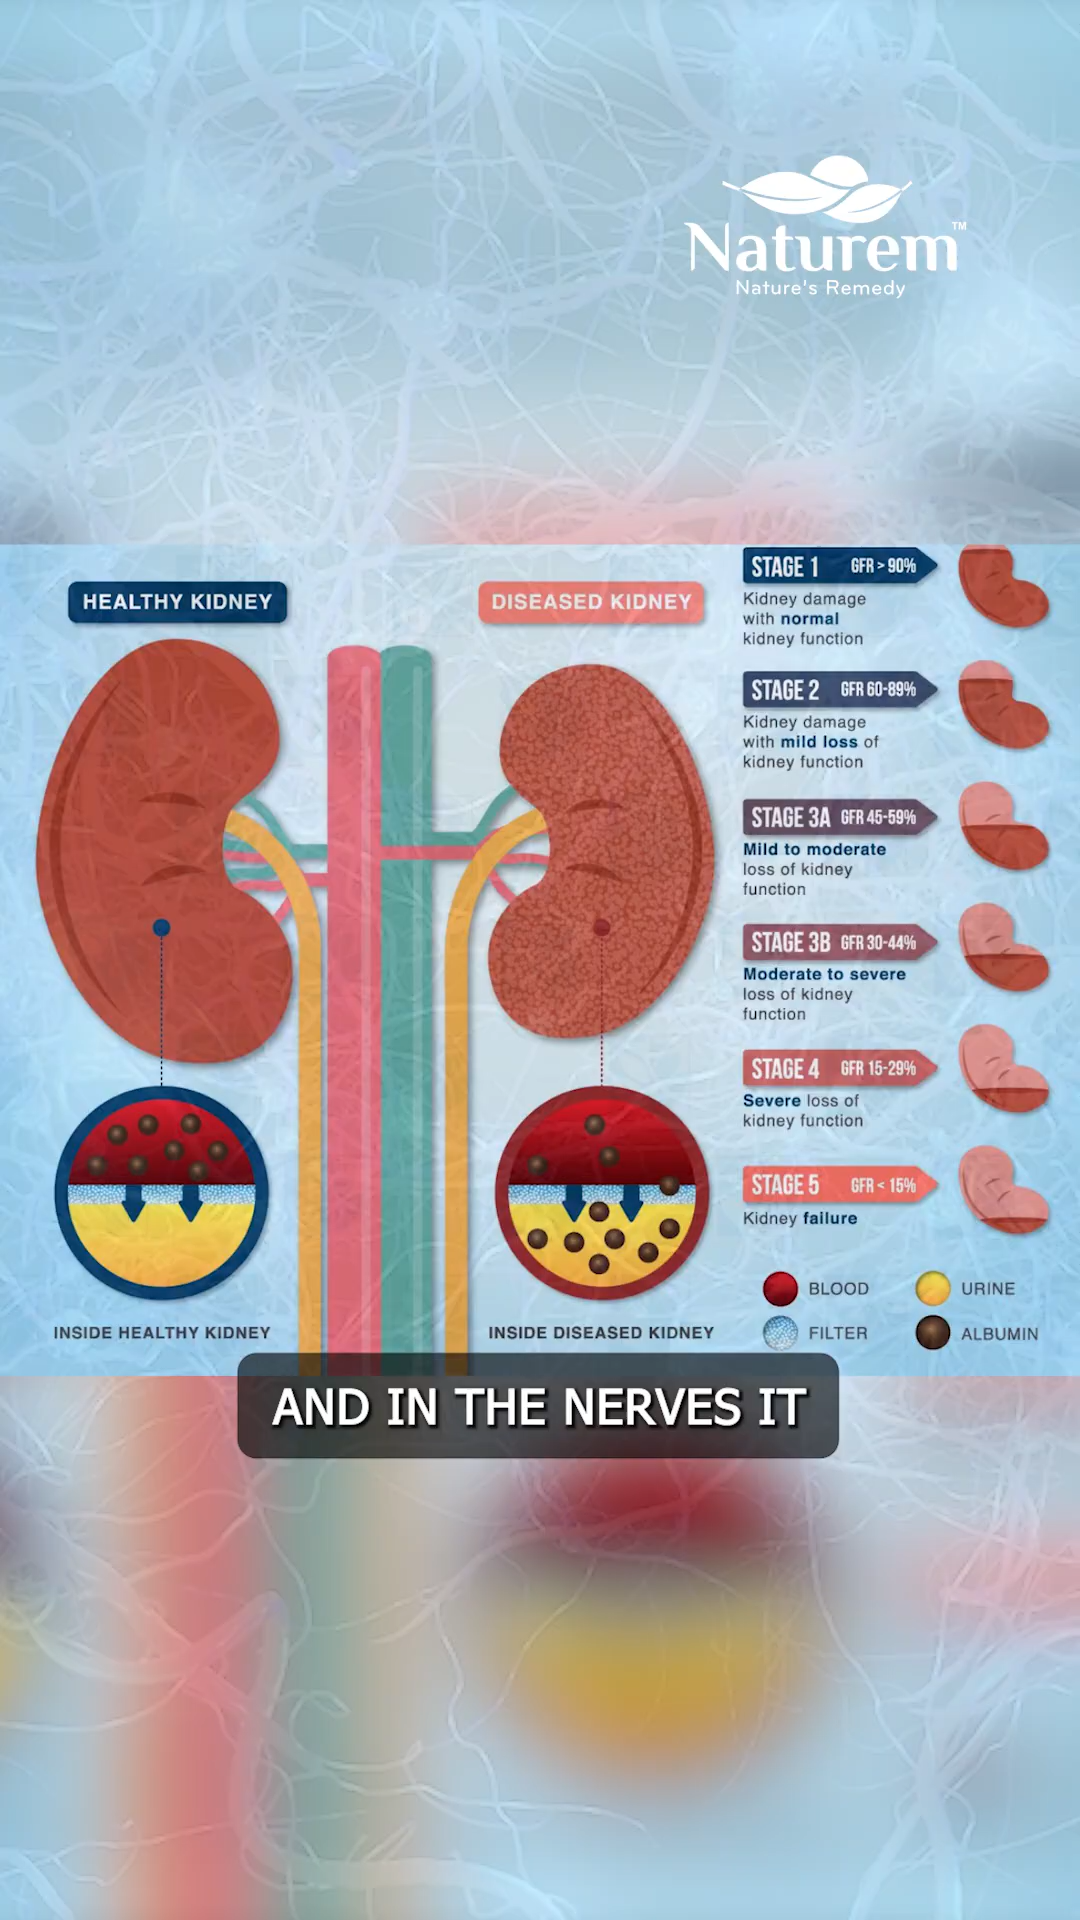 Naturem™
Nature's Remedy
HEALTHY KIDNEY
DISEASED KIDNEY
STAGE 1 GFR > 90%
Kidney damage
with normal
kidney function
STAGE 2 GFR 60-89%
Kidney damage
with mild loss of
kidney function
STAGE 3A GFR 45-59%
Mild to moderate
loss of kidney
function
STAGE 3B GFR 30-44%
Moderate to severe
loss of kidney
function
STAGE 4 GFR 15-29%
Severe loss of
kidney function
STAGE 5 GFR < 15%
Kidney failure
BLOOD
URINE
FILTER
ALBUMIN
INSIDE HEALTHY KIDNEY
INSIDE DISEASED KIDNEY
AND IN THE NERVES IT